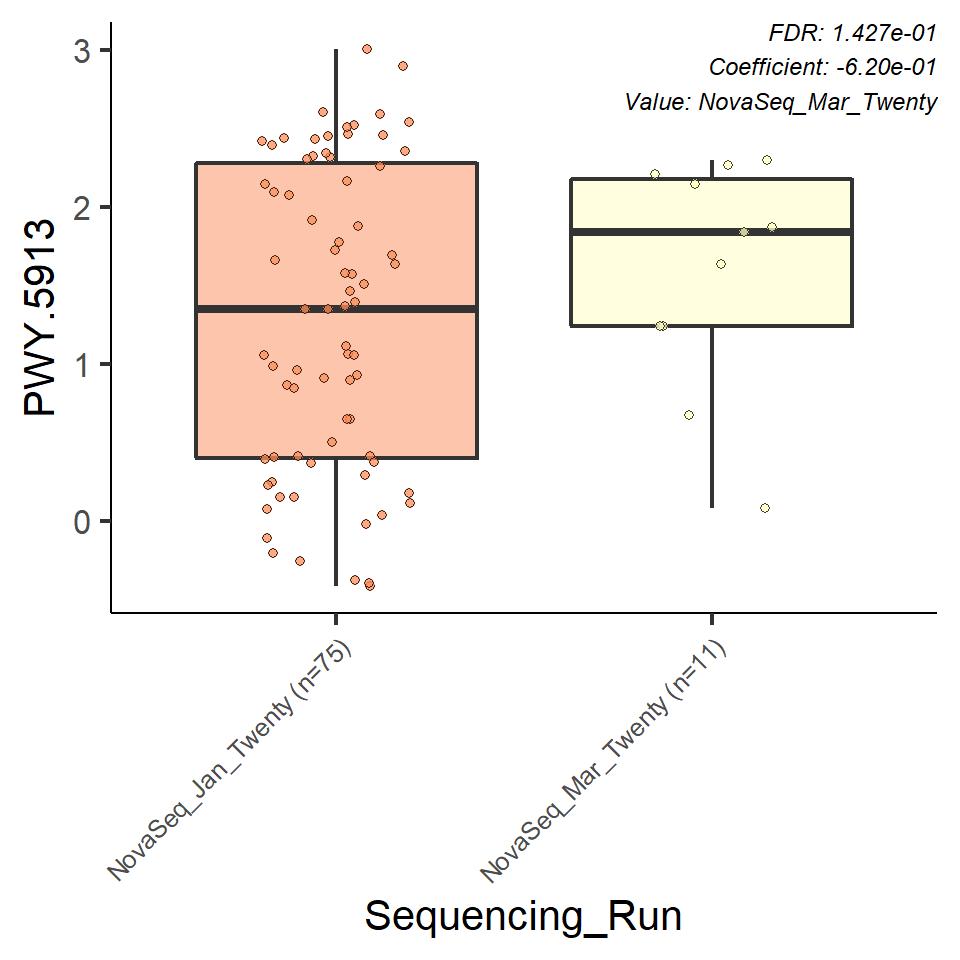 FDR: 1.427e-01
Coefficient: -6.20e-01
Value: NovaSeq_Mar_Twenty
PWY.5913
3
2
1
0
NovaSeq_Jan_Twenty (n=75)
NovaSeq_Mar_Twenty (n=11)
Sequencing_Run